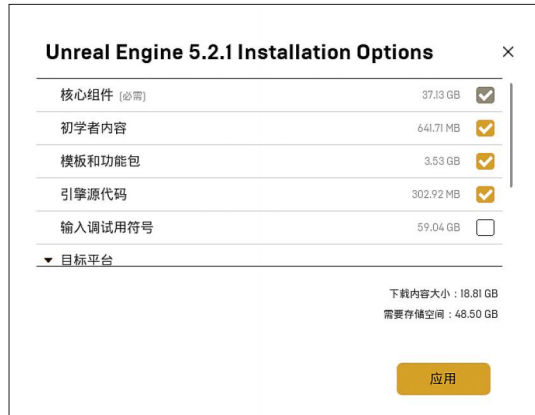 Unreal Engine 5.2.1 Installation Options
核心组件 (必需) 37.13 GB
初学者内容 641.71 MB
模板和功能包 3.53 GB
引擎源代码 302.92 MB
输入调试用符号 59.04 GB
目标平台
下载内容大小：18.81 GB
需要存储空间：48.50 GB
应用